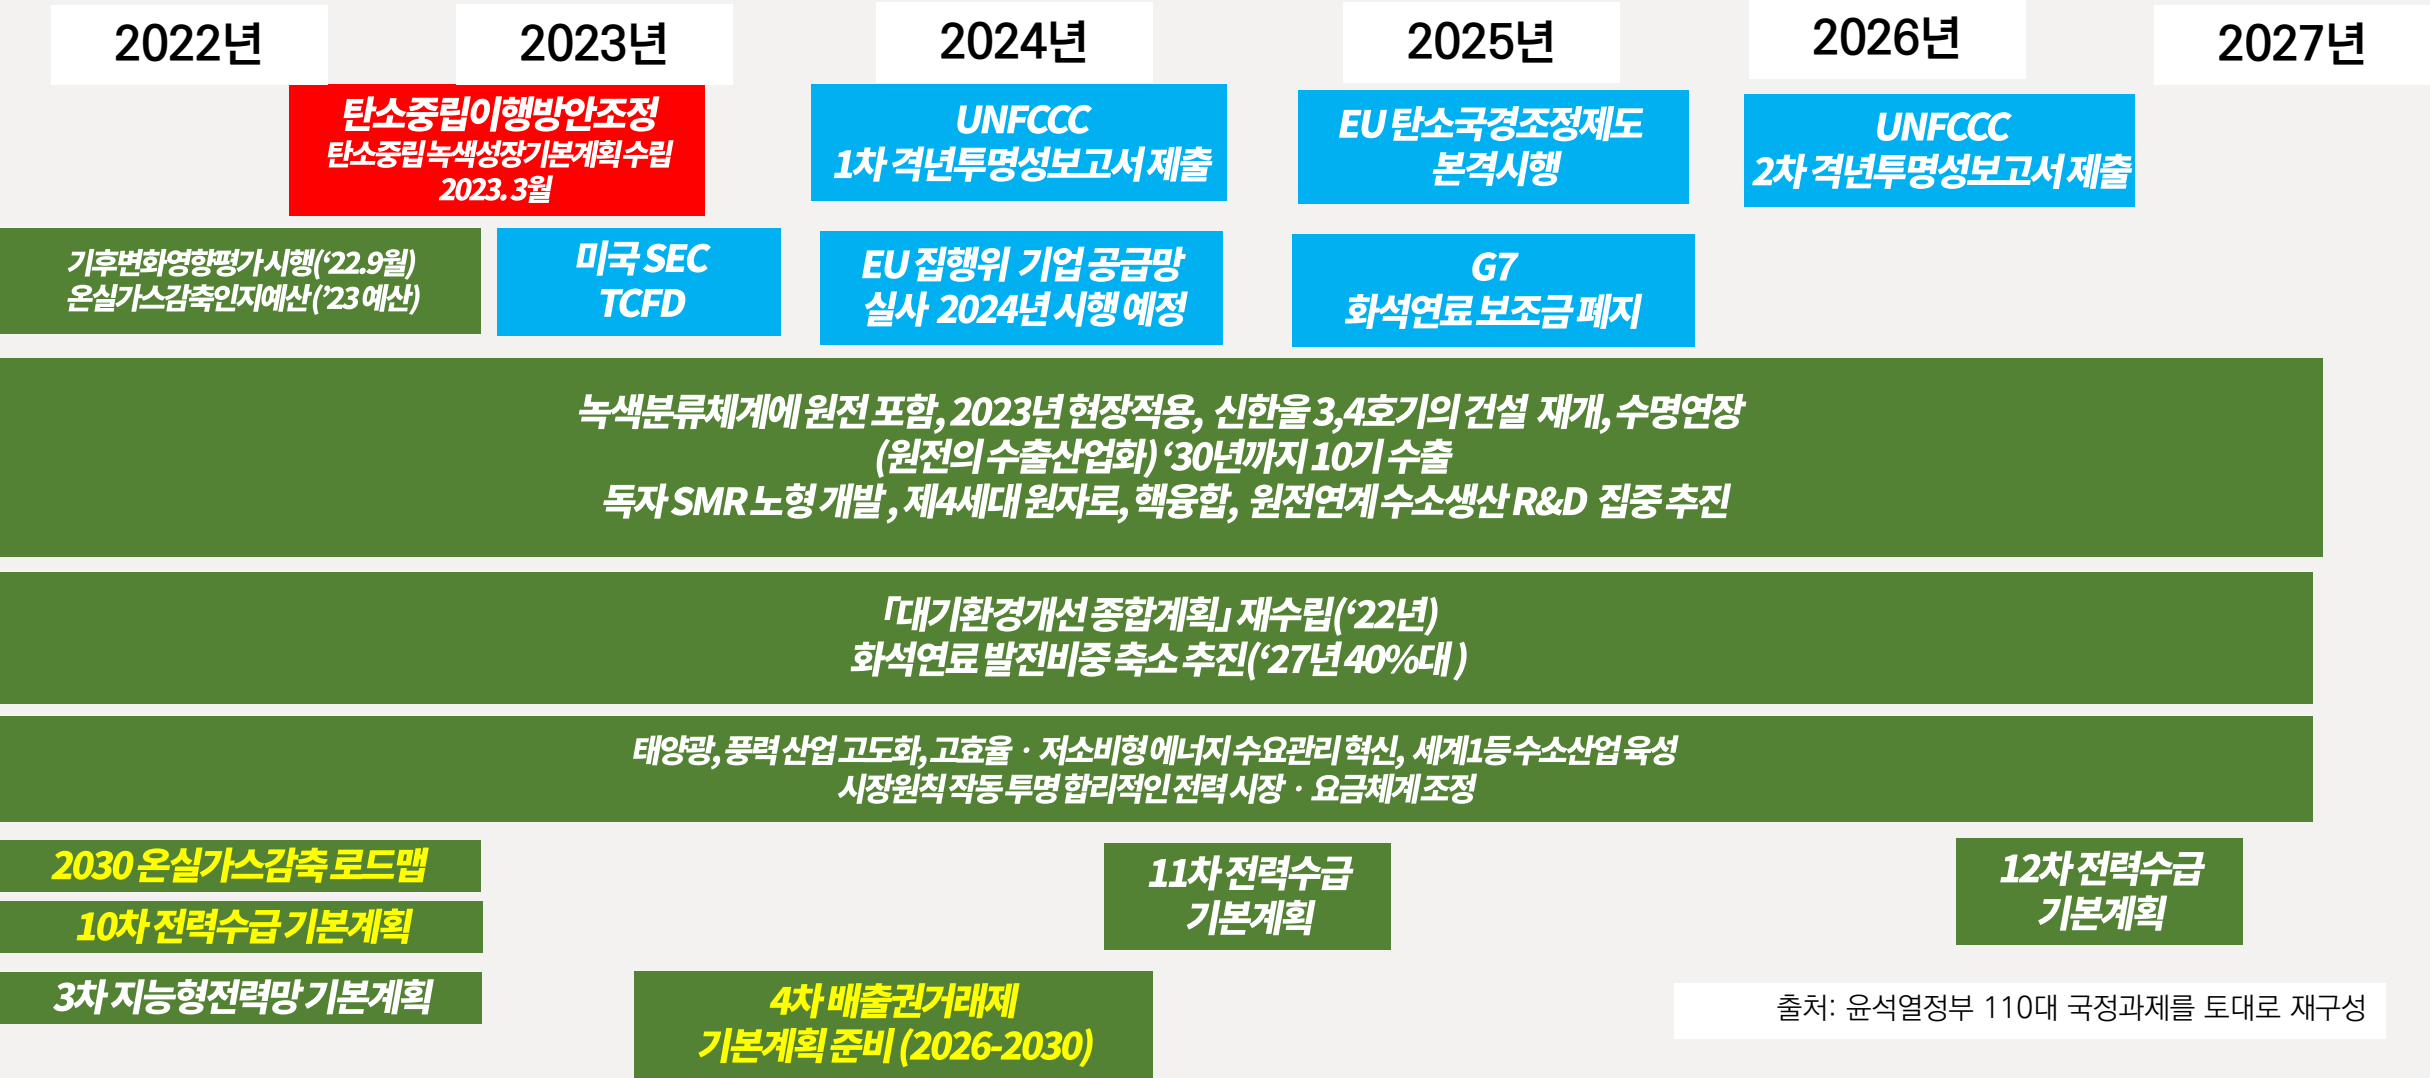 2022년
2023년
2024년
2025년
2026년
2027년
탄소중립이행방안조정
탄소중립 녹색성장기본계획 수립
2023. 3월
UNFCCC
1차 격년투명성보고서 제출
EU 탄소국경조정제도
본격시행
UNFCCC
2차 격년투명성보고서 제출
기후변화영향평가 시행(‘22.9월)
온실가스감축인지예산 (’23 예산)
미국 SEC
TCFD
EU 집행위 기업 공급망
실사 2024년 시행 예정
G7
화석연료 보조금 폐지
녹색분류체계에 원전 포함, 2023년 현장적용, 신한울 3,4호기의 건설 재개, 수명연장
(원전의 수출산업화) ‘30년까지 10기 수출
독자 SMR 노형 개발 , 제4세대 원자로, 핵융합, 원전연계 수소생산 R&D 집중 추진
「대기환경개선 종합계획」 재수립(‘22년)
화석연료 발전비중 축소 추진(‘27년 40%대 )
태양광, 풍력 산업 고도화, 고효율ㆍ저소비형 에너지 수요관리 혁신, 세계1등 수소산업 육성
시장원칙 작동 투명 합리적인 전력 시장ㆍ요금체계 조정
2030 온실가스감축 로드맵
10차 전력수급 기본계획
3차 지능형전력망 기본계획
4차 배출권거래제
기본계획 준비 (2026-2030)
11차 전력수급
기본계획
12차 전력수급
기본계획
출처: 윤석열정부 110대 국정과제를 토대로 재구성